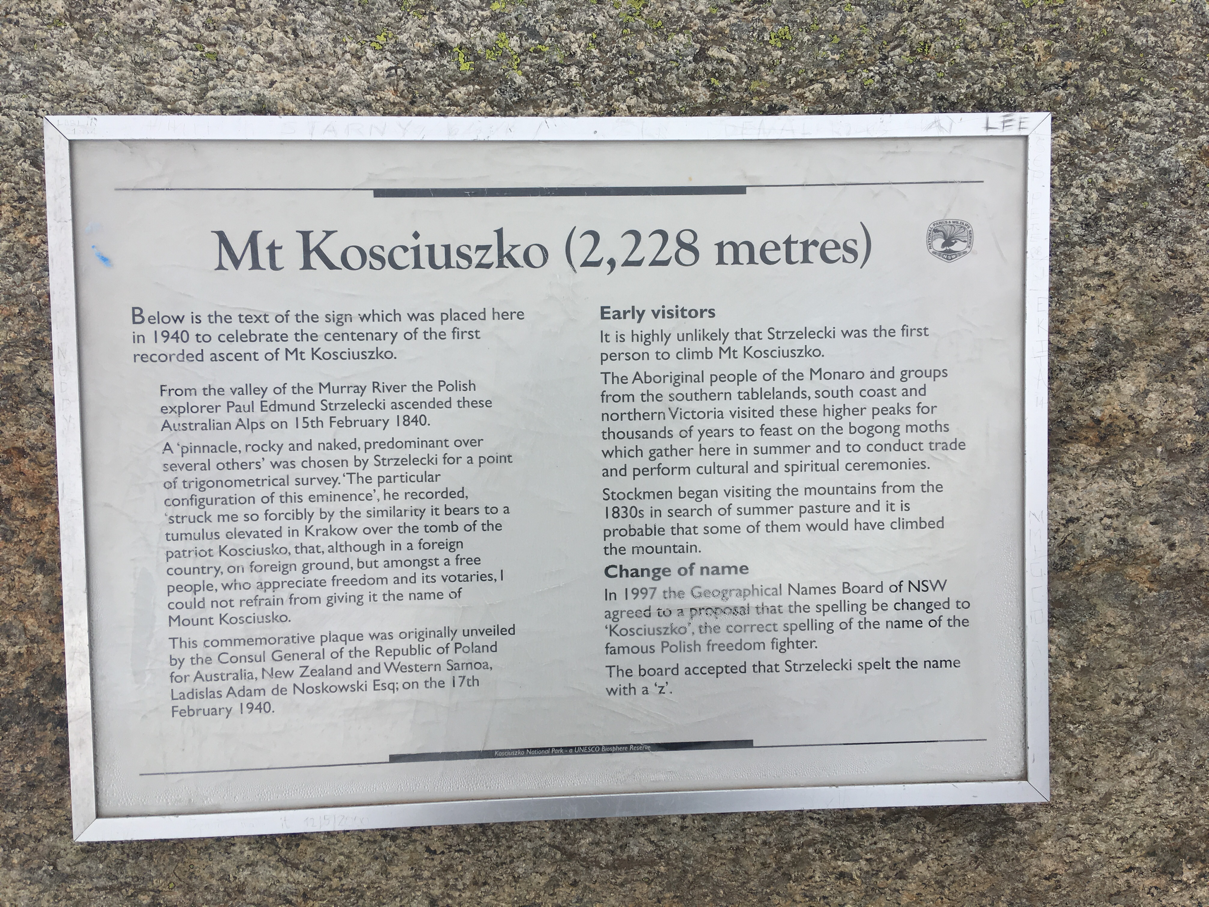 LEE
Mt Kosciuszko (2,228 metres)
Below is the text of the sign which was placed here
in 1940 to celebrate the centenary of the first
recorded ascent of Mt Kosciuszko.
From the valley of the Murray River the Polish
explorer Paul Edmund Strzelecki ascended these
Australian Alps on 15th February 1840.
A ‘pinnacle, rocky and naked, predominant over
several others’ was chosen by Strzelecki for a point
of trigonometrical survey. ‘The particular
configuration of this eminence’, he recorded,
‘struck me so forcibly by the similarity it bears to a
tumulus elevated in Krakow over the tomb of the
patriot Kosciusko, that, although in a foreign
country, on foreign ground, but amongst a free
people, who appreciate freedom and its votaries, I
could not refrain from giving it the name of
Mount Kosciusko.
This commemorative plaque was originally unveiled
by the Consul General of the Republic of Poland
for Australia, New Zealand and Western Samoa,
Ladislas Adam de Noskowski Esq; on the 17th
February 1940.
Early visitors
It is highly unlikely that Strzelecki was the first
person to climb Mt Kosciuszko.
The Aboriginal people of the Monaro and groups
from the southern tablelands, south coast and
northern Victoria visited these higher peaks for
thousands of years to feast on the bogong moths
which gather here in summer and to conduct trade
and perform cultural and spiritual ceremonies.
Stockmen began visiting the mountains from the
1830s in search of summer pasture and it is
probable that some of them would have climbed
the mountain.
Change of name
In 1997 the Geographical Names Board of NSW
agreed to a proposal that the spelling be changed to
‘Kosciuszko’, the correct spelling of the name of the
famous Polish freedom fighter.
The board accepted that Strzelecki spelt the name
with a ‘z’.
Kosciuszko National Park - a UNESCO Biosphere Reserve